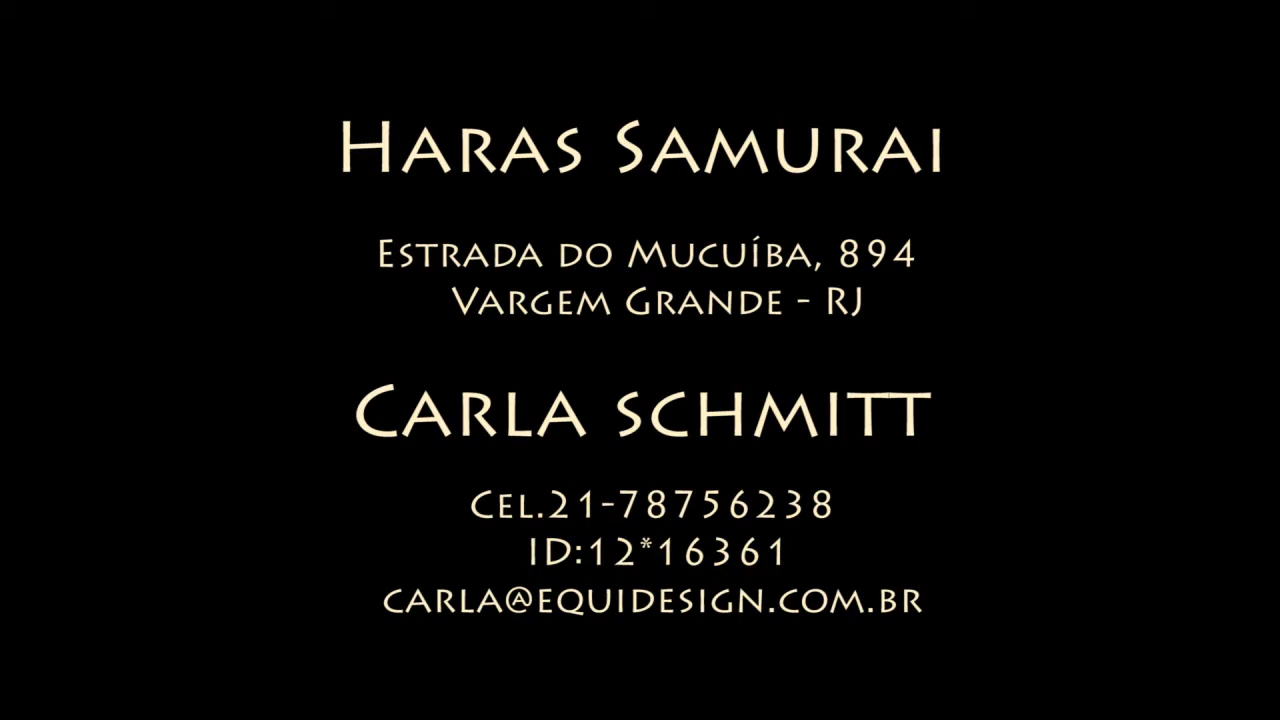 Haras Samurai
Estrada do Mucuíba, 894
Vargem Grande - RJ
Carla schmitt
Cel.21-78756238
ID:12*16361
carla@equidesign.com.br